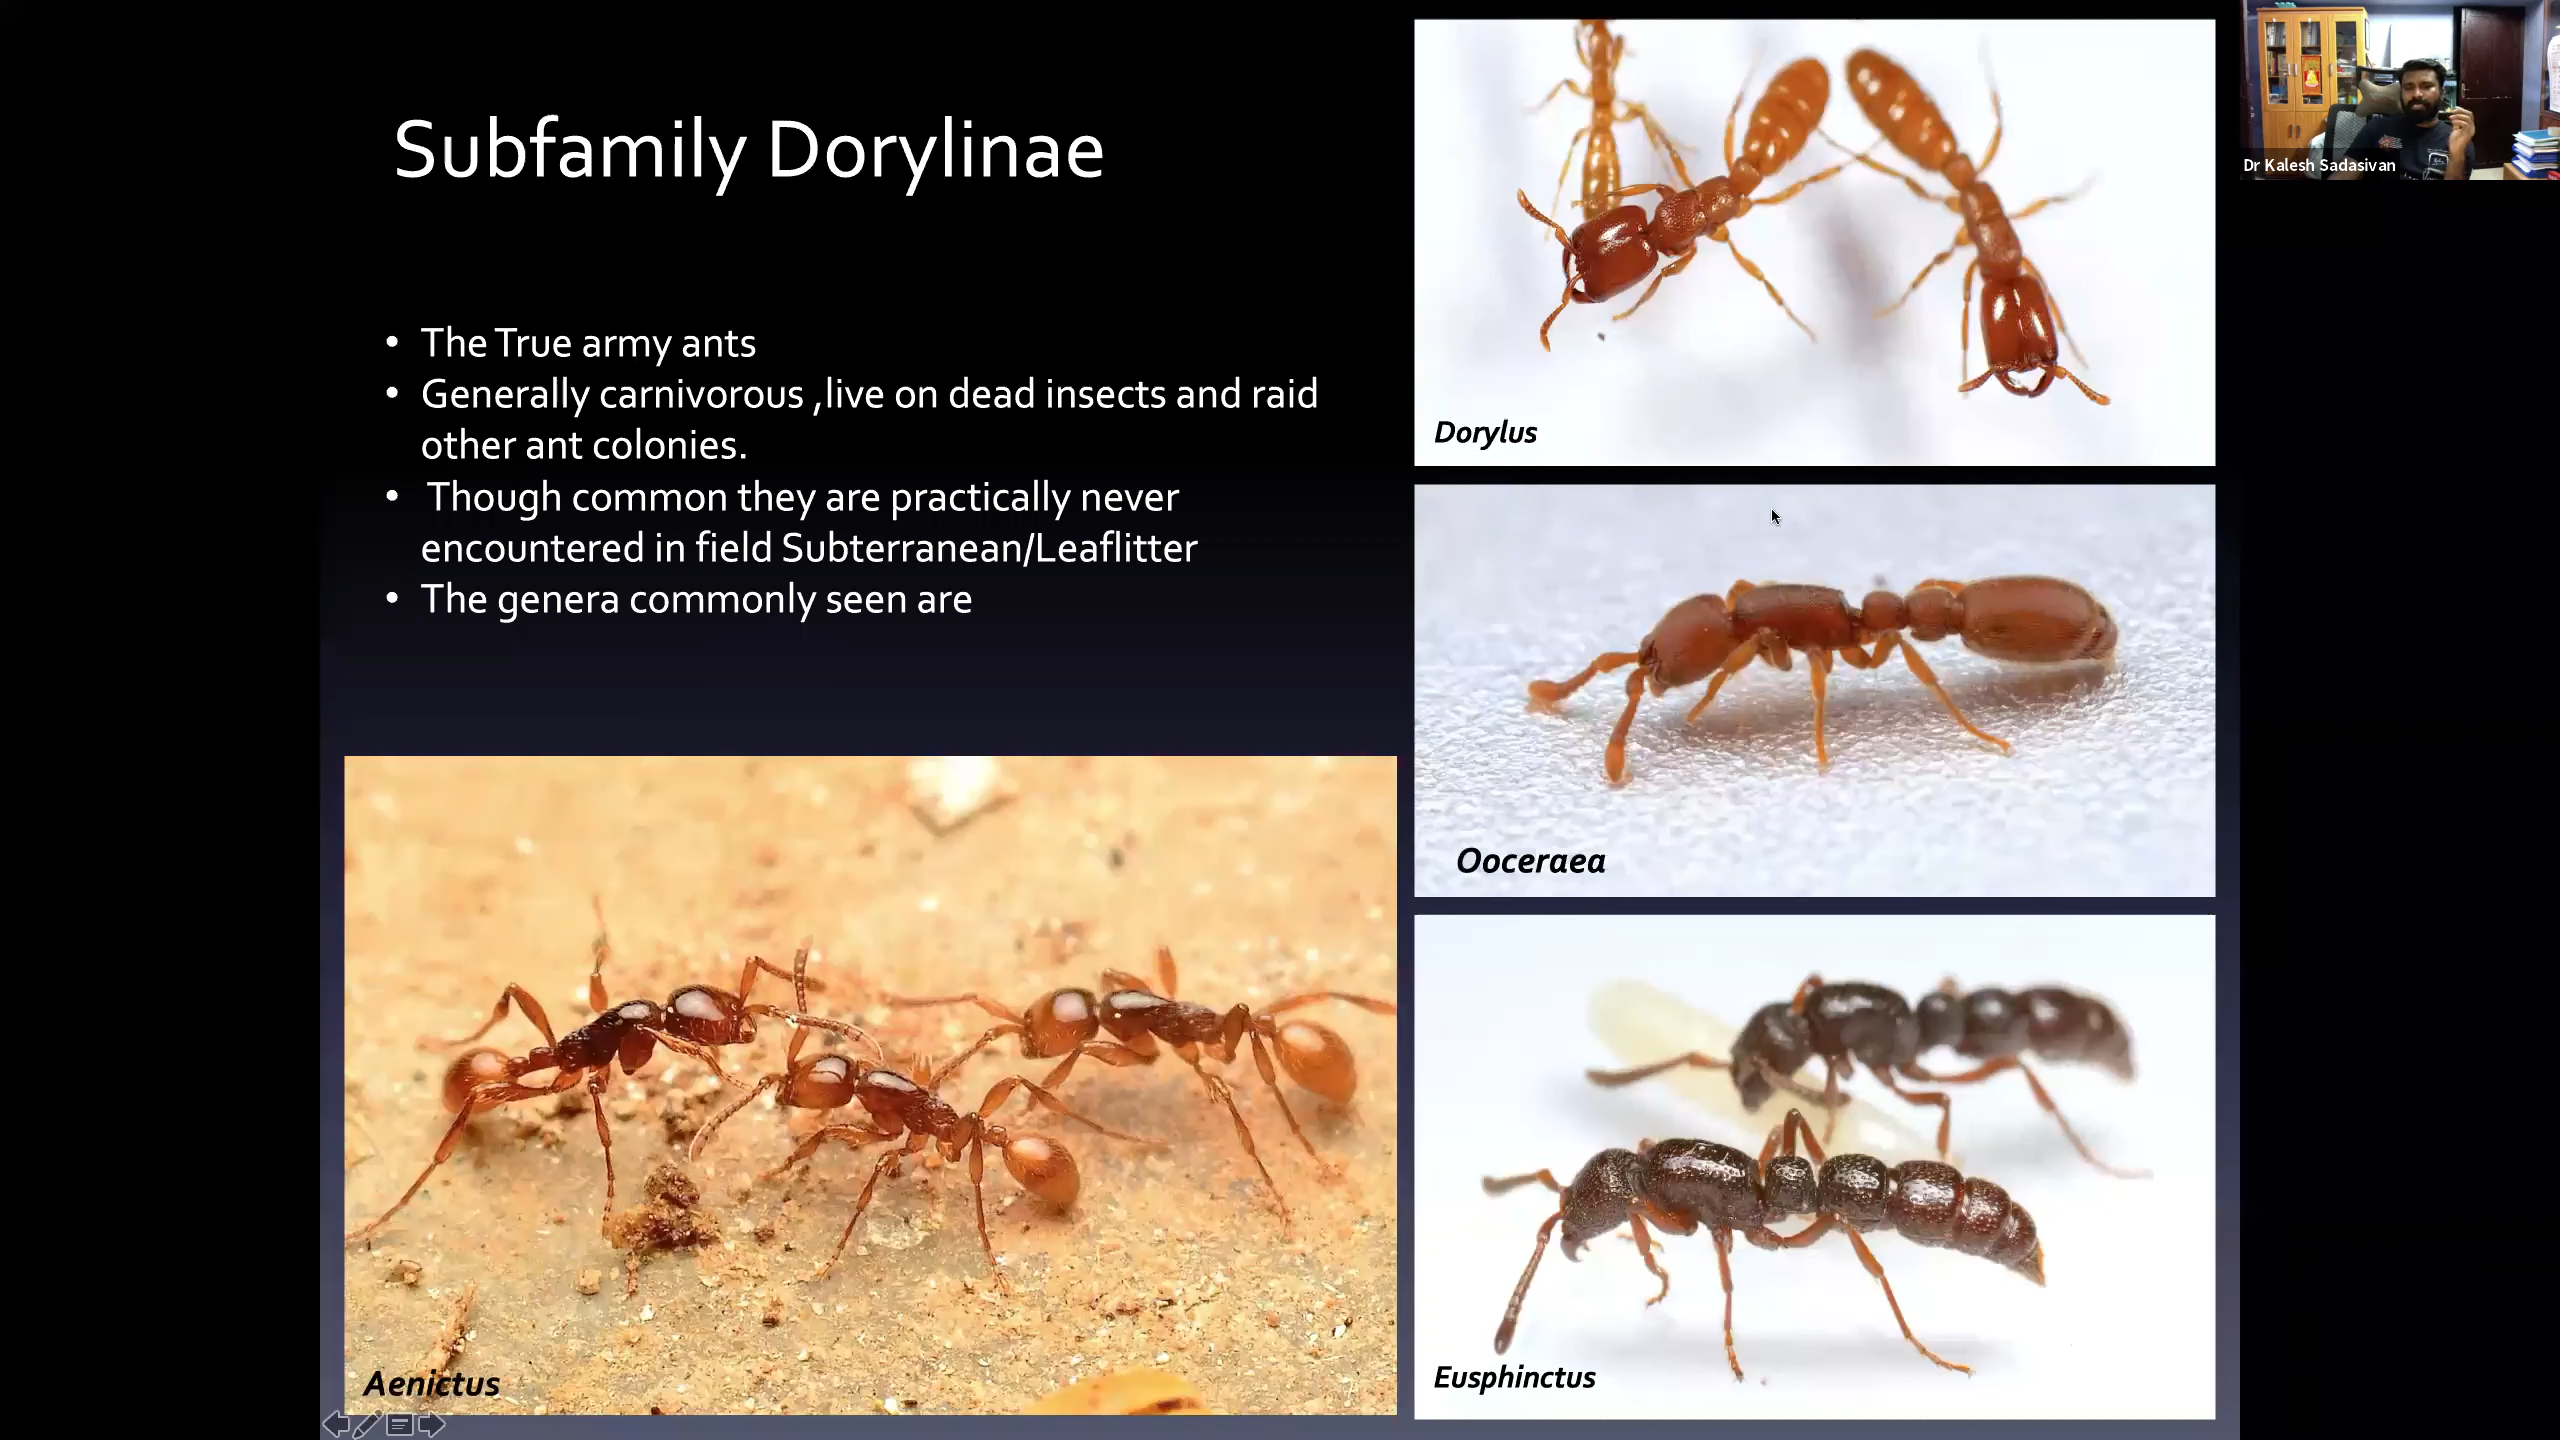 Subfamily Dorylinae
• The True army ants
• Generally carnivorous ,live on dead insects and raid
other ant colonies.
• Though common they are practically never
encountered in field Subterranean/Leaflitter
• The genera commonly seen are
Dorylus
Ooceraea
Eusphinctus
Aenictus
Dr Kalesh Sadasivan